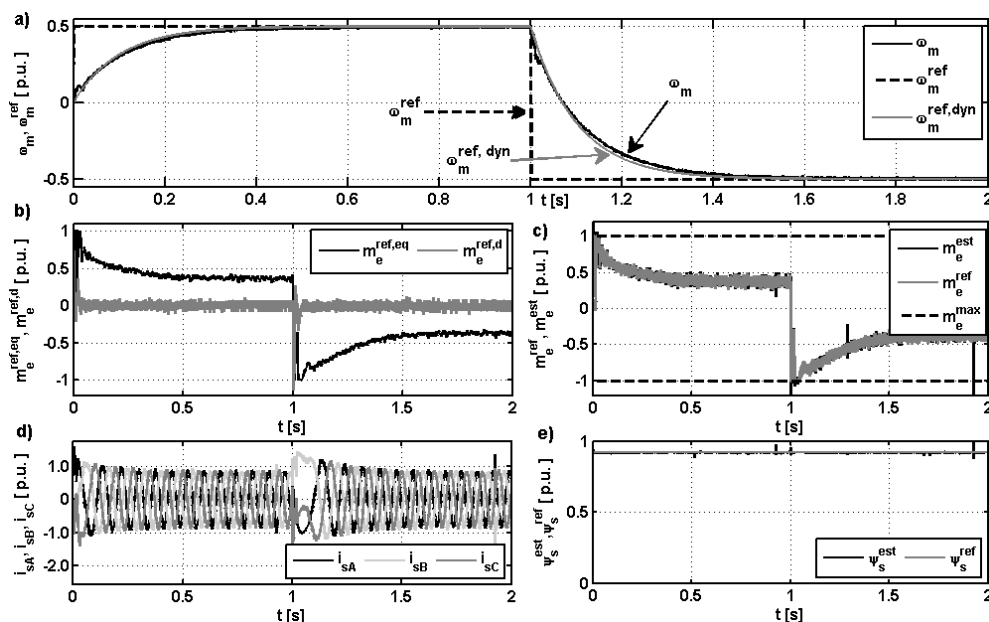 a)
ω_m, ω_m^ref [p.u.]
0.5
0
-0.5
0 0.2 0.4 0.6 0.8 1 t [s] 1.2 1.4 1.6 1.8 2
ω_m^ref
ω_m^ref, dyn
ω_m
ω_m
ω_m^ref
ω_m^ref,dyn
b)
m_e^ref,eq, m_e^ref,d [p.u.]
1
0.5
0
-0.5
-1
0 0.5 1 1.5 2
t [s]
m_e^ref,eq m_e^ref,d
c)
m_e^ref, m_e^est [p.u.]
1
0.5
0
-0.5
-1
0 0.5 1 1.5 2
t [s]
m_e^est
m_e^ref
m_e^max
d)
i_sA, i_sB, i_sC [p.u.]
1.0
0
-1.0
-2.0
0 0.5 1 1.5 2
t [s]
i_sA i_sB i_sC
e)
ψ_s^est, ψ_s^ref [p.u.]
1
0.5
0
0 0.5 1 1.5 2
t [s]
ψ_s^est ψ_s^ref